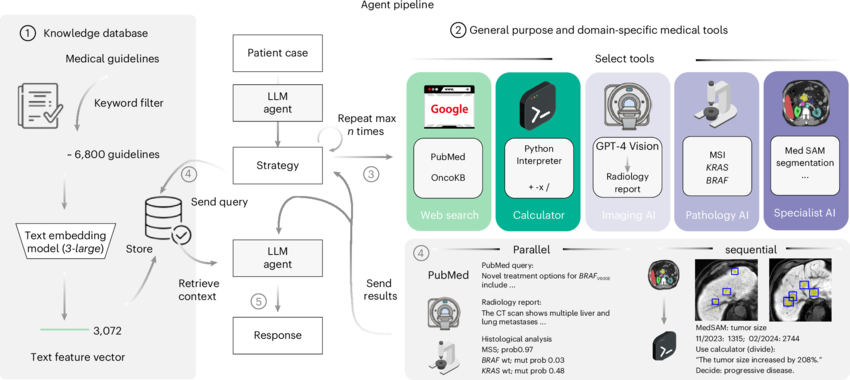 Agent pipeline
1 Knowledge database
Medical guidelines
Keyword filter
~ 6,800 guidelines
Text embedding
model (3-large)
3,072
Text feature vector
Store
4
Send query
Retrieve
context
Patient case
LLM
agent
Strategy
Repeat max
n times
3
LLM
agent
5
Response
Send
results
2 General purpose and domain-specific medical tools
Select tools
Google
PubMed
OncoKB
Web search
Python
Interpreter
+ -x /
Calculator
GPT-4 Vision
Radiology
report
Imaging AI
MSI
KRAS
BRAF
Pathology AI
Med SAM
segmentation
...
Specialist AI
4
Parallel
PubMed
PubMed query:
Novel treatment options for BRAFV600E
include ...
Radiology report:
The CT scan shows multiple liver and
lung metastases ...
Histological analysis
MSS; prob0.97
BRAF wt; mut prob 0.03
KRAS wt; mut prob 0.48
sequential
MedSAM: tumor size
11/2023: 1315; 02/2024: 2744
Use calculator (divide):
“The tumor size increased by 208%.”
Decide: progressive disease.